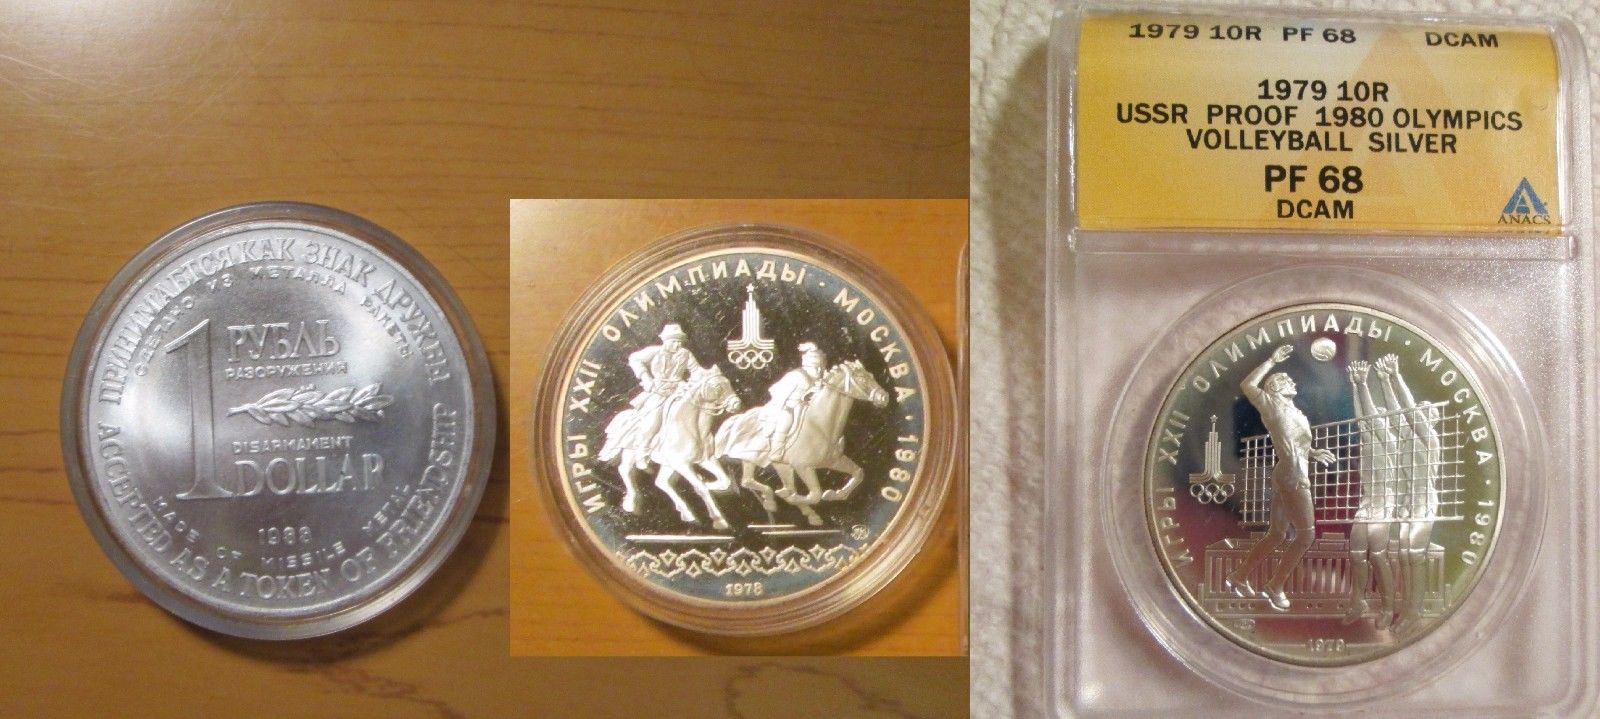 ПРИНИМАЕТСЯ КАК ЗНАК ДРУЖБЫ
СДЕЛАНО ИЗ МЕТАЛЛА РАКЕТЫ
1 РУБЛЬ
РАЗОРУЖЕНИЯ
DISARMAMENT
DOLLAR
1988
MADE OF MISSILE METAL
ACCEPTED AS A TOKEN OF FRIENDSHIP
ИГРЫ XXII ОЛИМПИАДЫ · МОСКВА · 1980
1978
1979 10R PF 68 DCAM
1979 10R
USSR PROOF 1980 OLYMPICS
VOLLEYBALL SILVER
PF 68
DCAM
ANACS
ИГРЫ XXII ОЛИМПИАДЫ · МОСКВА · 1980
1979